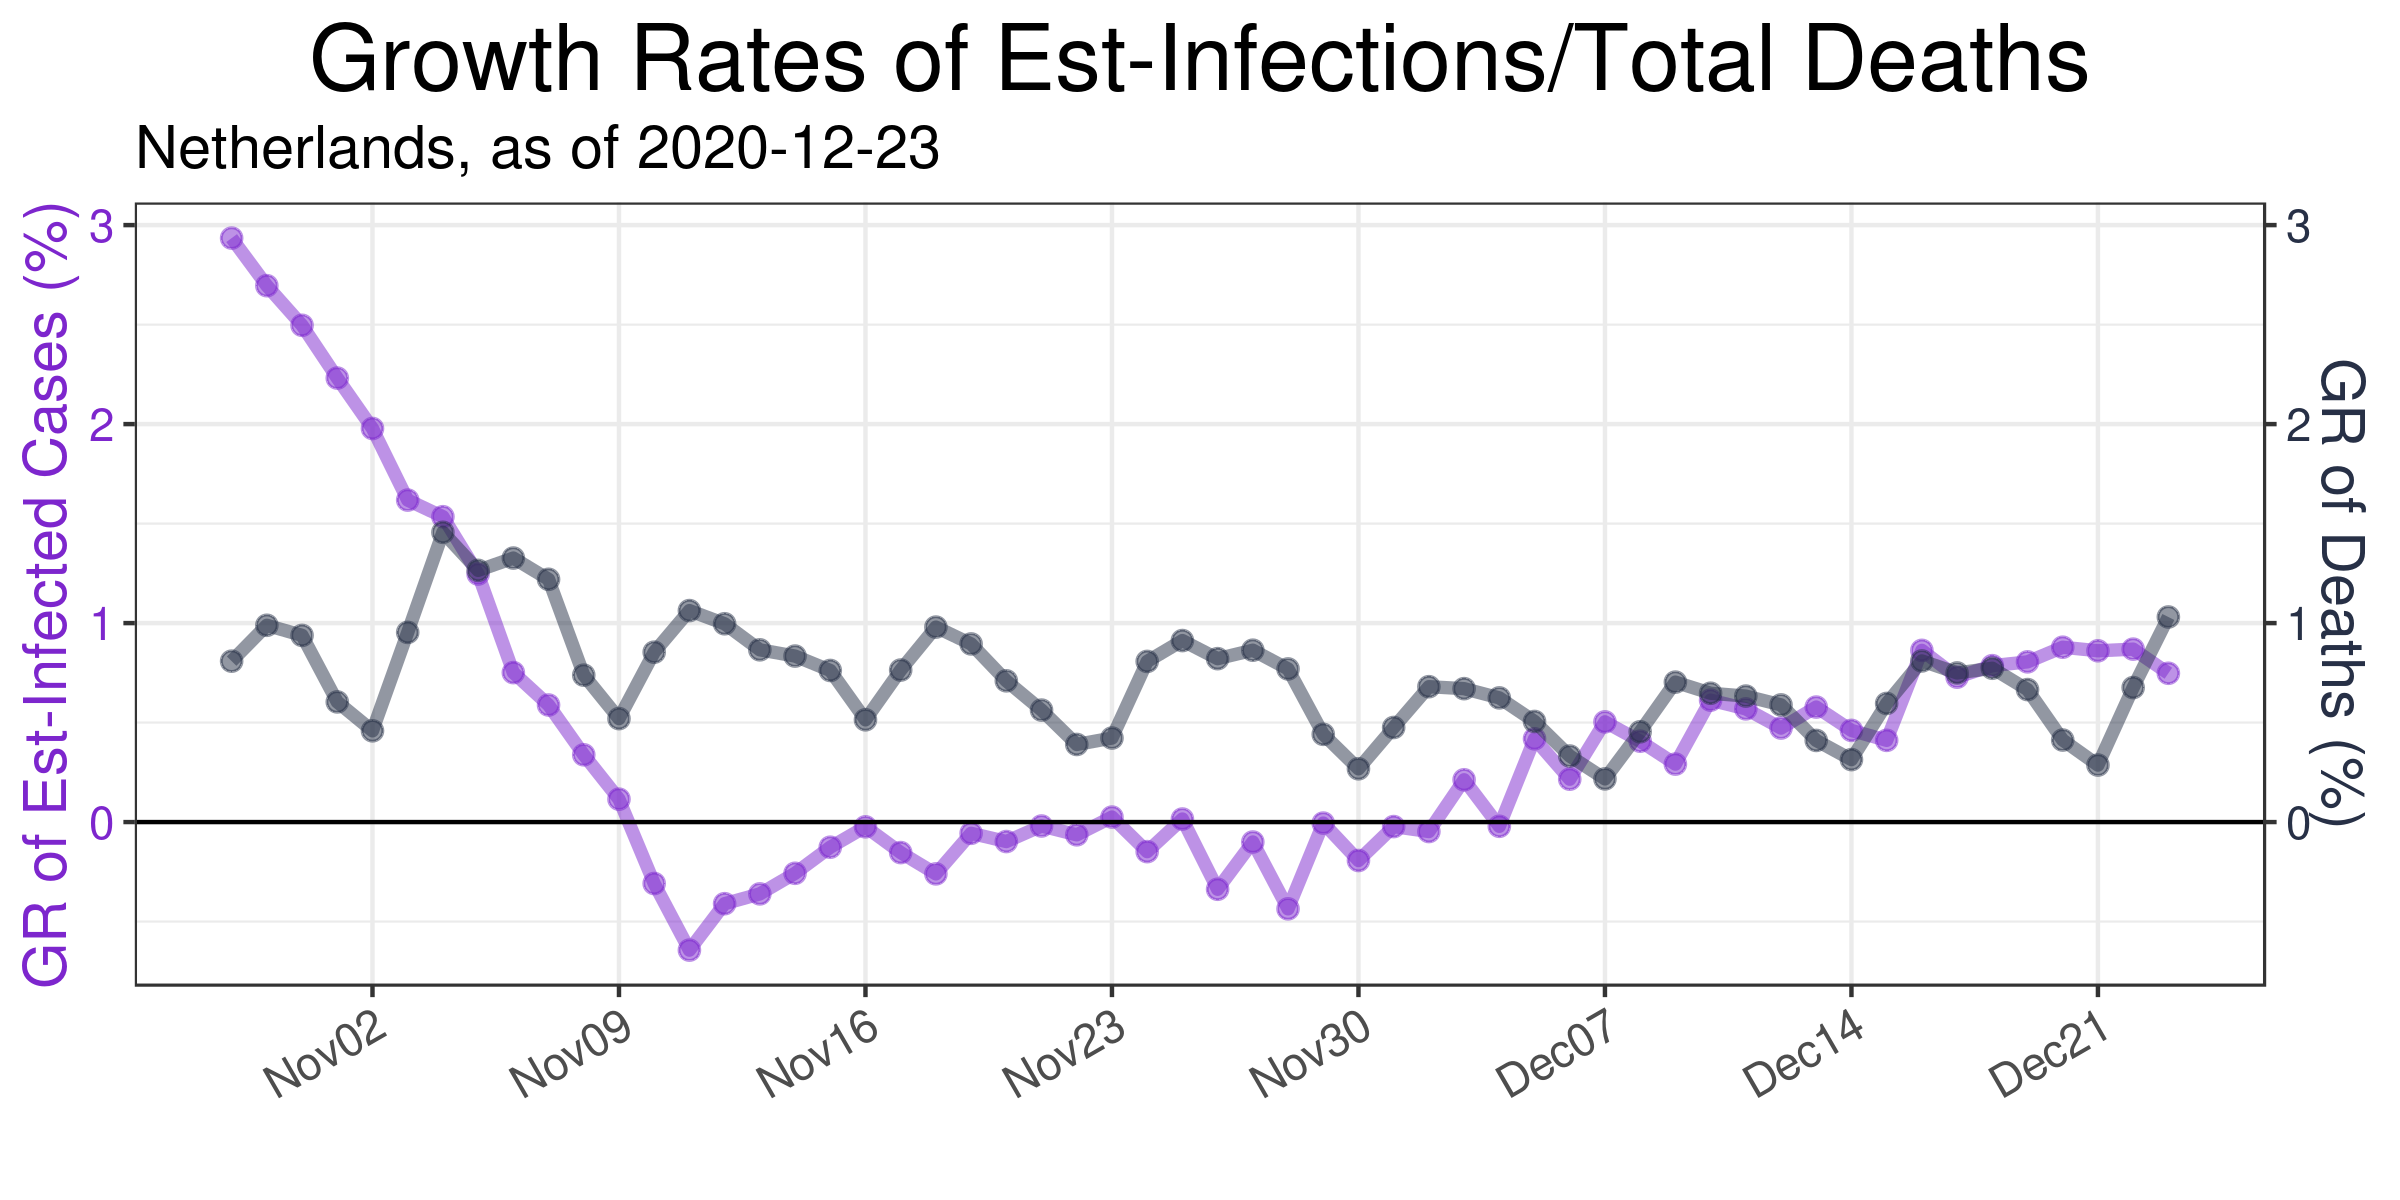 Growth Rates of Est-Infections/Total Deaths
Netherlands, as of 2020-12-23
GR of Est-Infected Cases (%)
3
2
1
0
3
2
1
0
GR of Deaths (%)
Nov02
Nov09
Nov16
Nov23
Nov30
Dec07
Dec14
Dec21